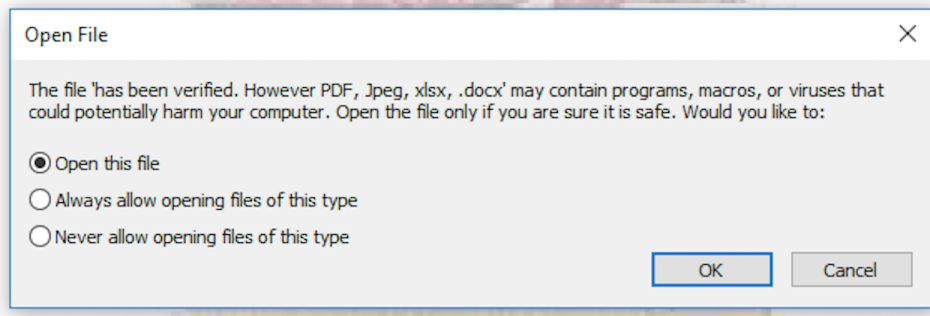 Open File
The file 'has been verified. However PDF, Jpeg, xlsx, .docx' may contain programs, macros, or viruses that
could potentially harm your computer. Open the file only if you are sure it is safe. Would you like to:
Open this file
Always allow opening files of this type
Never allow opening files of this type
OK Cancel